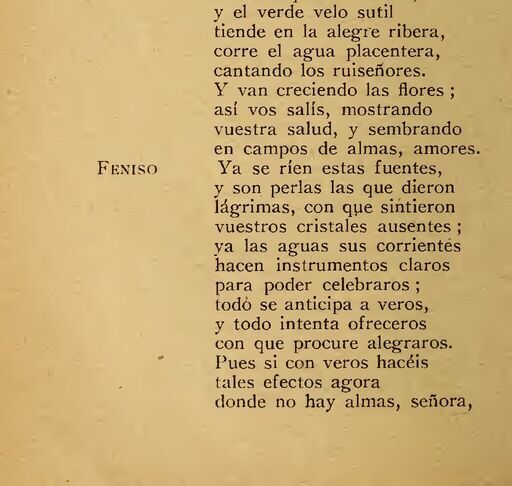 y el verde velo sutil
tiende en la alegre ribera,
corre el agua placentera,
cantando los ruiseñores.
Y van creciendo las flores ;
así vos salís, mostrando
vuestra salud, y sembrando
en campos de almas, amores.
FENISO Ya se ríen estas fuentes,
y son perlas las que dieron
lágrimas, con que sintieron
vuestros cristales ausentes ;
ya las aguas sus corrientes
hacen instrumentos claros
para poder celebraros ;
todo se anticipa a veros,
y todo intenta ofreceros
con que procure alegraros.
Pues si con veros hacéis
tales efectos agora
donde no hay almas, señora,